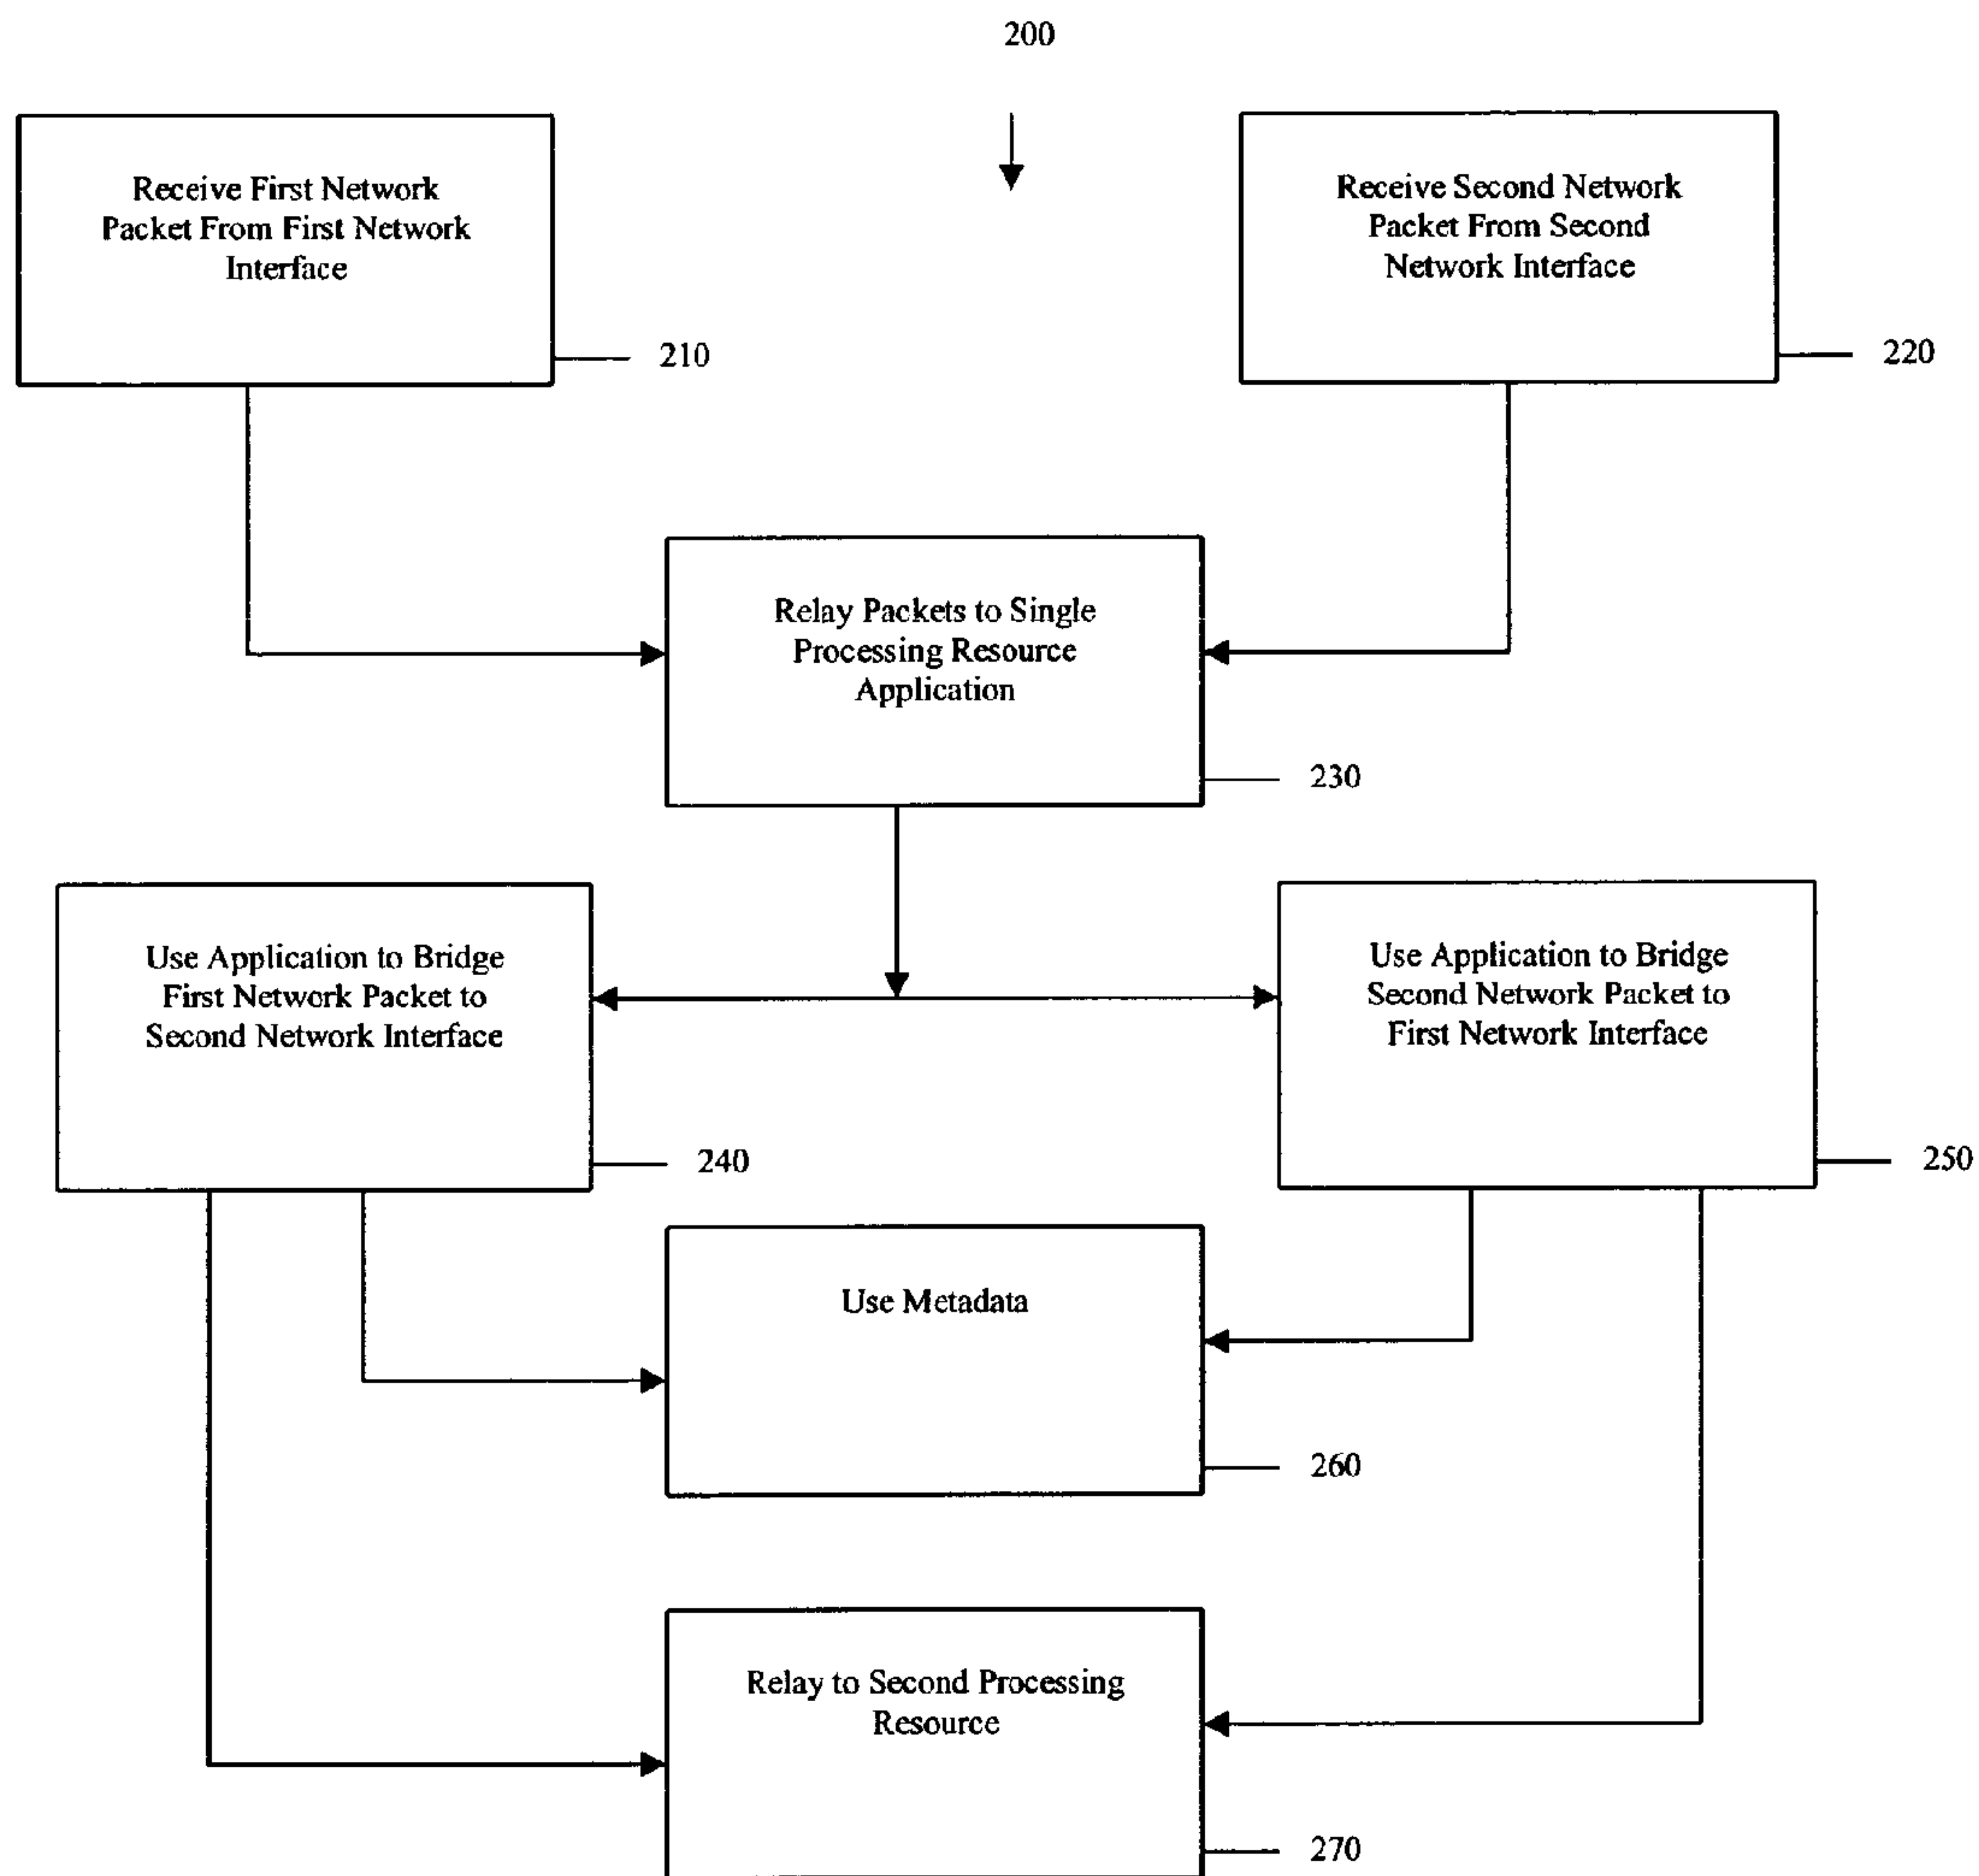 200
Receive First Network
Packet From First Network
Interface
210
Receive Second Network
Packet From Second
Network Interface
220
Relay Packets to Single
Processing Resource
Application
230
Use Application to Bridge
First Network Packet to
Second Network Interface
240
Use Application to Bridge
Second Network Packet to
First Network Interface
250
Use Metadata
260
Relay to Second Processing
Resource
270